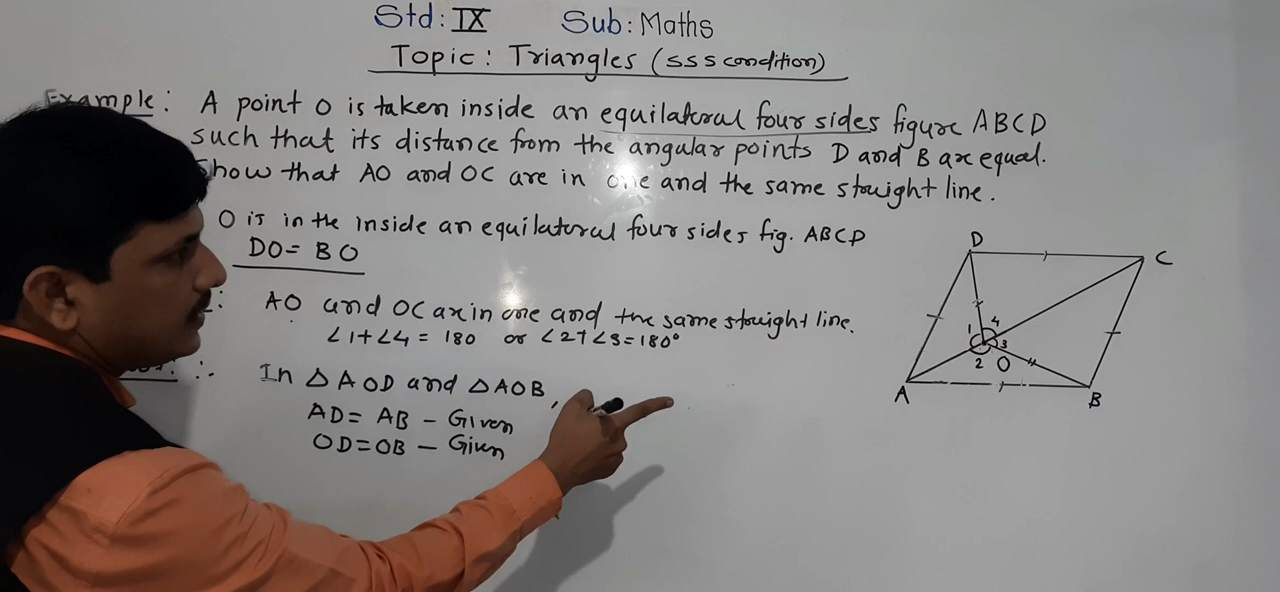 Std: IX Sub: Maths
Topic: Triangles (SSS condition)
Example: A point O is taken inside an equilateral four sides figure ABCD
such that its distance from the angular points D and B are equal.
Show that AO and OC are in one and the same straight line.
O is in the inside an equilateral four sides fig. ABCD
DO = BO
AO and OC are in one and the same straight line.
∠1+∠4 = 180 or ∠2+∠3=180°
∴ In △AOD and △AOB,
AD = AB - Given
OD=OB - Given
D
C
1 4
3
2 O
A
B